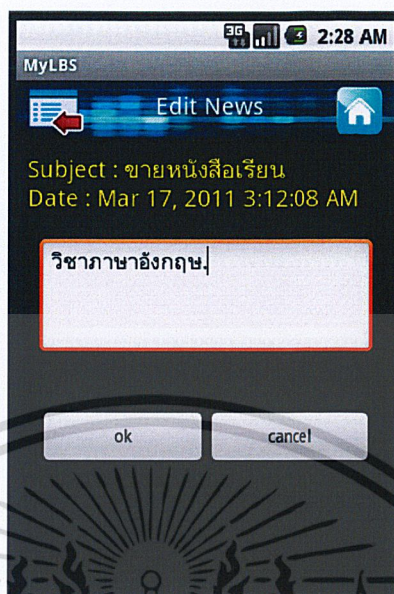 3G 2:28 AM
MyLBS
Edit News
Subject : ขายหนังสือเรียน
Date : Mar 17, 2011 3:12:08 AM
วิชาภาษาอังกฤษ.
ok cancel